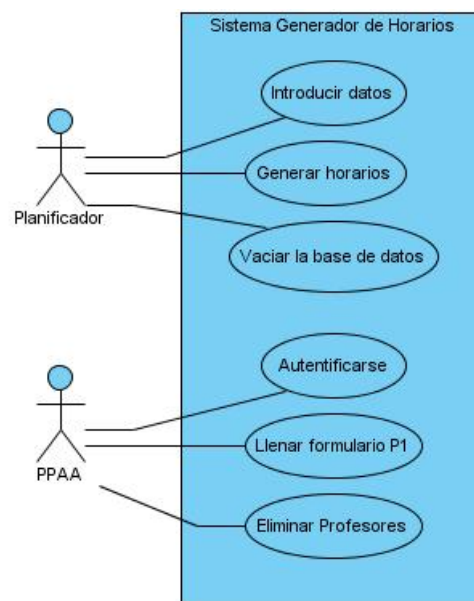 Sistema Generador de Horarios
Introducir datos
Generar horarios
Planificador
Vaciar la base de datos
Autentificarse
Llenar formulario P1
PPAA
Eliminar Profesores